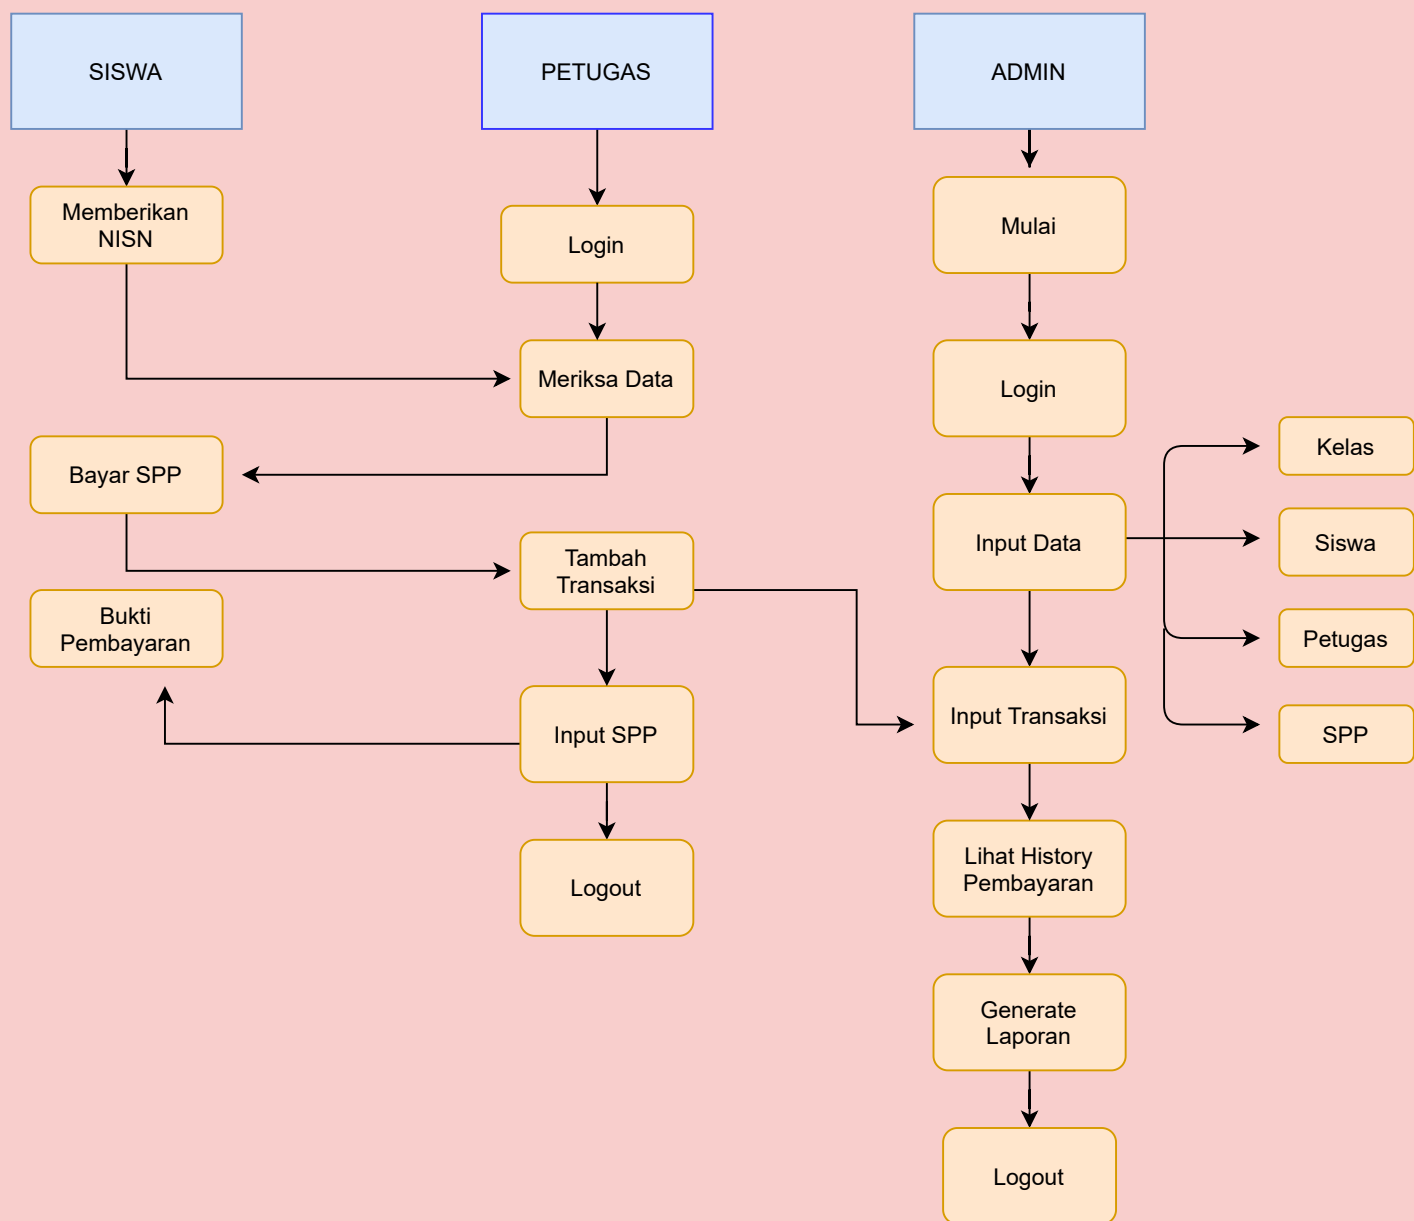 SISWA
PETUGAS
ADMIN
Memberikan
NISN
Login
Mulai
Meriksa Data
Login
Bayar SPP
Kelas
Input Data
Siswa
Tambah
Transaksi
Bukti
Pembayaran
Petugas
Input SPP
Input Transaksi
SPP
Logout
Lihat History
Pembayaran
Generate
Laporan
Logout